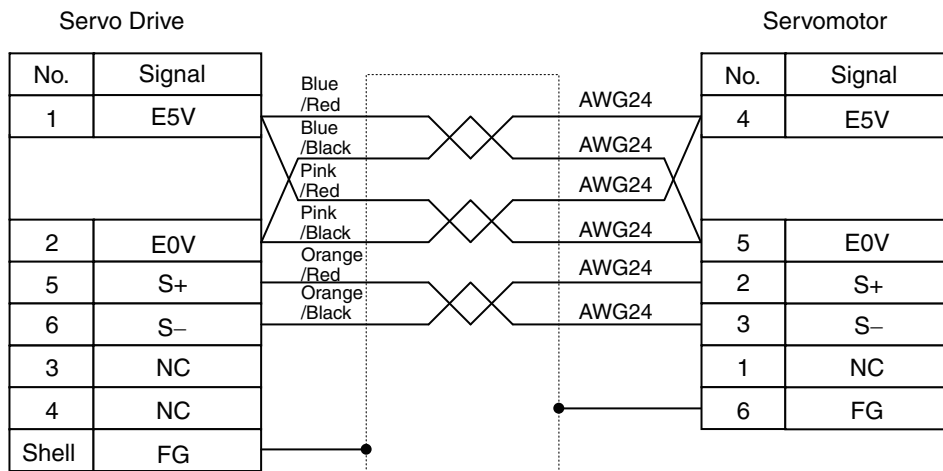 Servo Drive
No. Signal
1 E5V
2 E0V
5 S+
6 S−
3 NC
4 NC
Shell FG
Blue
/Red
Blue
/Black
Pink
/Red
Pink
/Black
Orange
/Red
Orange
/Black
AWG24
AWG24
AWG24
AWG24
AWG24
AWG24
Servomotor
No. Signal
4 E5V
5 E0V
2 S+
3 S−
1 NC
6 FG